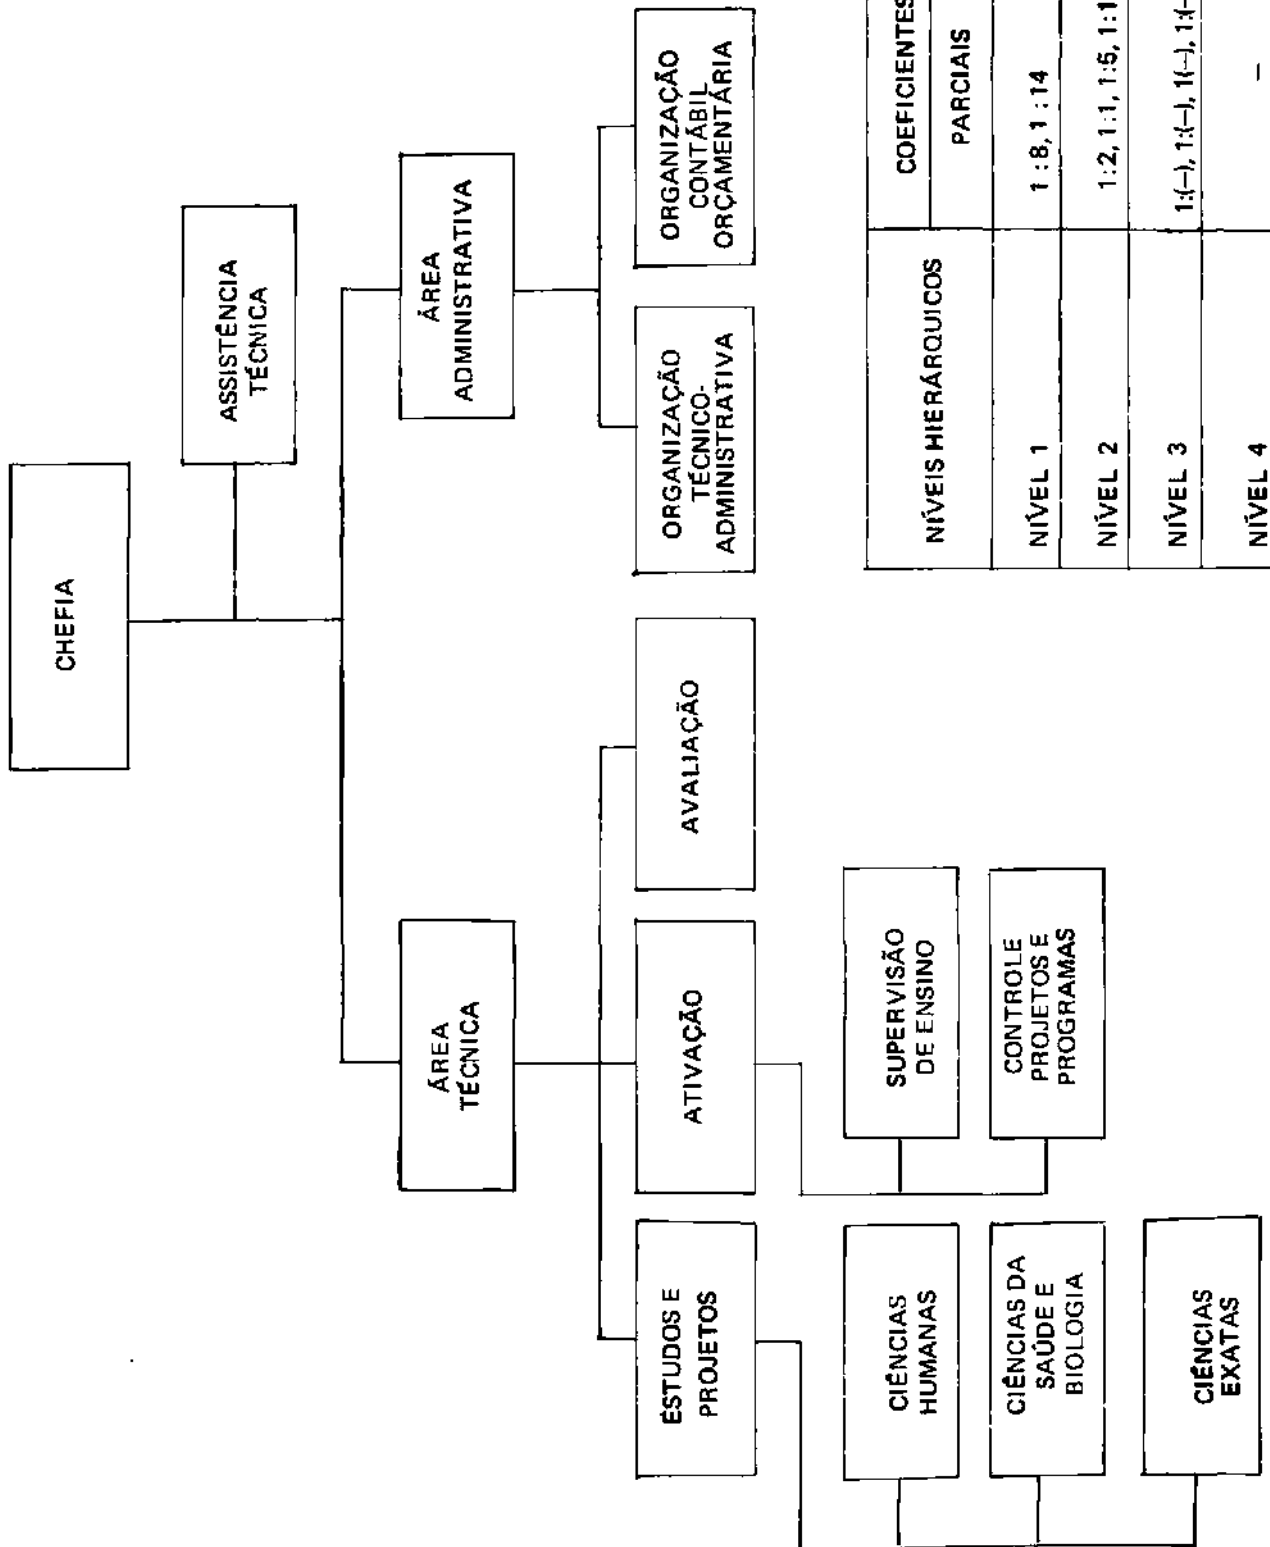 CHEFIA
ASSISTÊNCIA
TÉCNICA
ÁREA
TÉCNICA
ÁREA
ADMINISTRATIVA
ESTUDOS E
PROJETOS
ATIVAÇÃO
AVALIAÇÃO
ORGANIZAÇÃO
TÉCNICO-
ADMINISTRATIVA
ORGANIZAÇÃO
CONTÁBIL
ORÇAMENTÁRIA
CIÊNCIAS
HUMANAS
CIÊNCIAS DA
SAÚDE E
BIOLOGIA
CIÊNCIAS
EXATAS
SUPERVISÃO
DE ENSINO
CONTROLE
PROJETOS E
PROGRAMAS
NÍVEIS HIERÁRQUICOS
COEFICIENTES
PARCIAIS
NÍVEL 1 1:8, 1:14
NÍVEL 2 1:2, 1:1, 1:5, 1:1
NÍVEL 3 1:(–), 1:(–), 1(–), 1:(–
NÍVEL 4 –